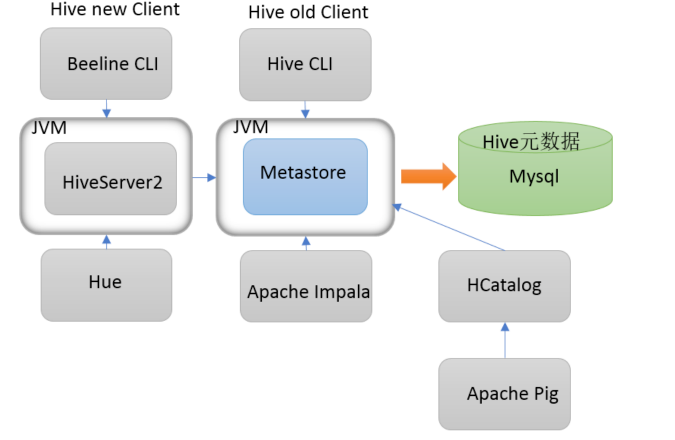 Hive new Client
Hive old Client
Beeline CLI
Hive CLI
JVM
JVM
HiveServer2
Metastore
Hive元数据
Mysql
Hue
Apache Impala
HCatalog
Apache Pig